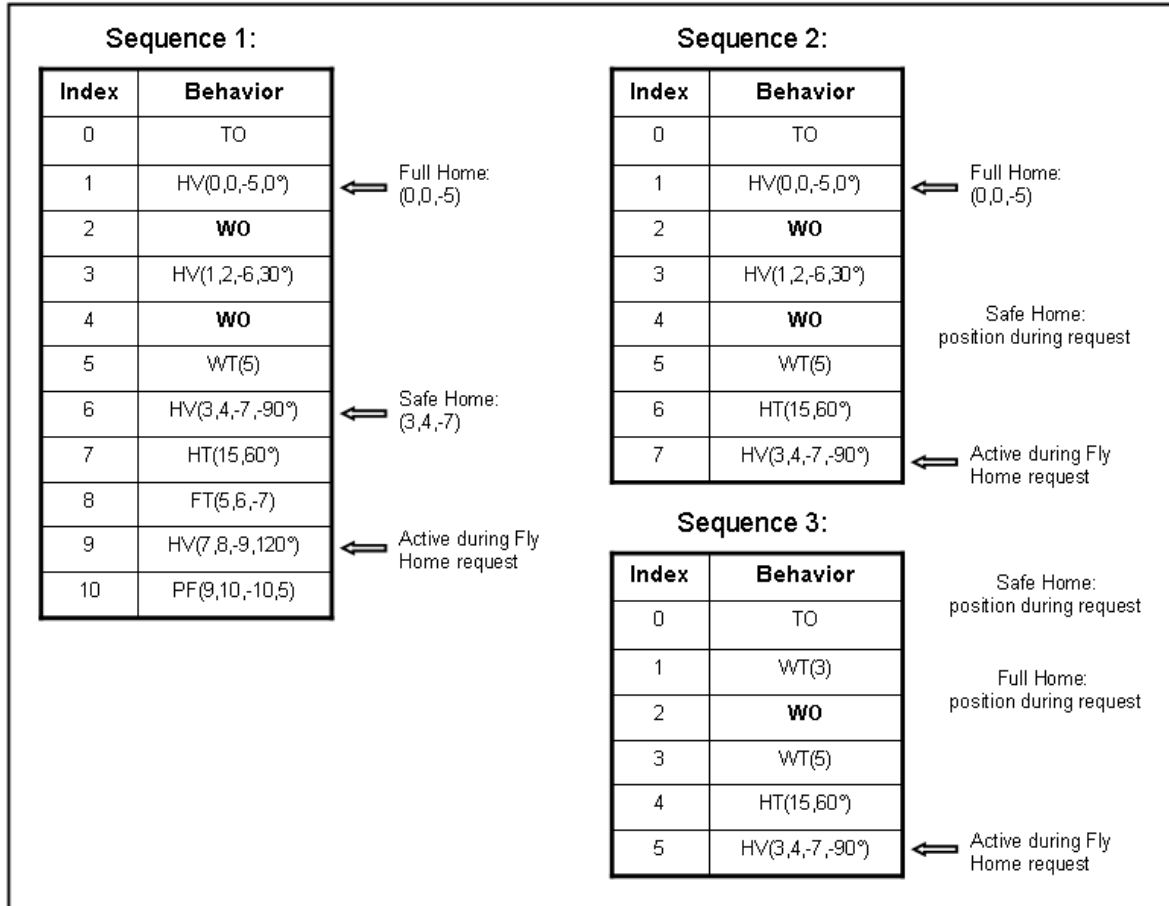 Sequence 1:
Index Behavior
0 TO
1 HV(0,0,-5,0°)
2 WO
3 HV(1,2,-6,30°)
4 WO
5 WT(5)
6 HV(3,4,-7,-90°)
7 HT(15,60°)
8 FT(5,6,-7)
9 HV(7,8,-9,120°)
10 PF(9,10,-10,5)
Full Home:
(0,0,-5)
Safe Home:
(3,4,-7)
Active during Fly
Home request
Sequence 2:
Index Behavior
0 TO
1 HV(0,0,-5,0°)
2 WO
3 HV(1,2,-6,30°)
4 WO
5 WT(5)
6 HT(15,60°)
7 HV(3,4,-7,-90°)
Full Home:
(0,0,-5)
Safe Home:
position during request
Active during Fly
Home request
Sequence 3:
Index Behavior
0 TO
1 WT(3)
2 WO
3 WT(5)
4 HT(15,60°)
5 HV(3,4,-7,-90°)
Safe Home:
position during request
Full Home:
position during request
Active during Fly
Home request